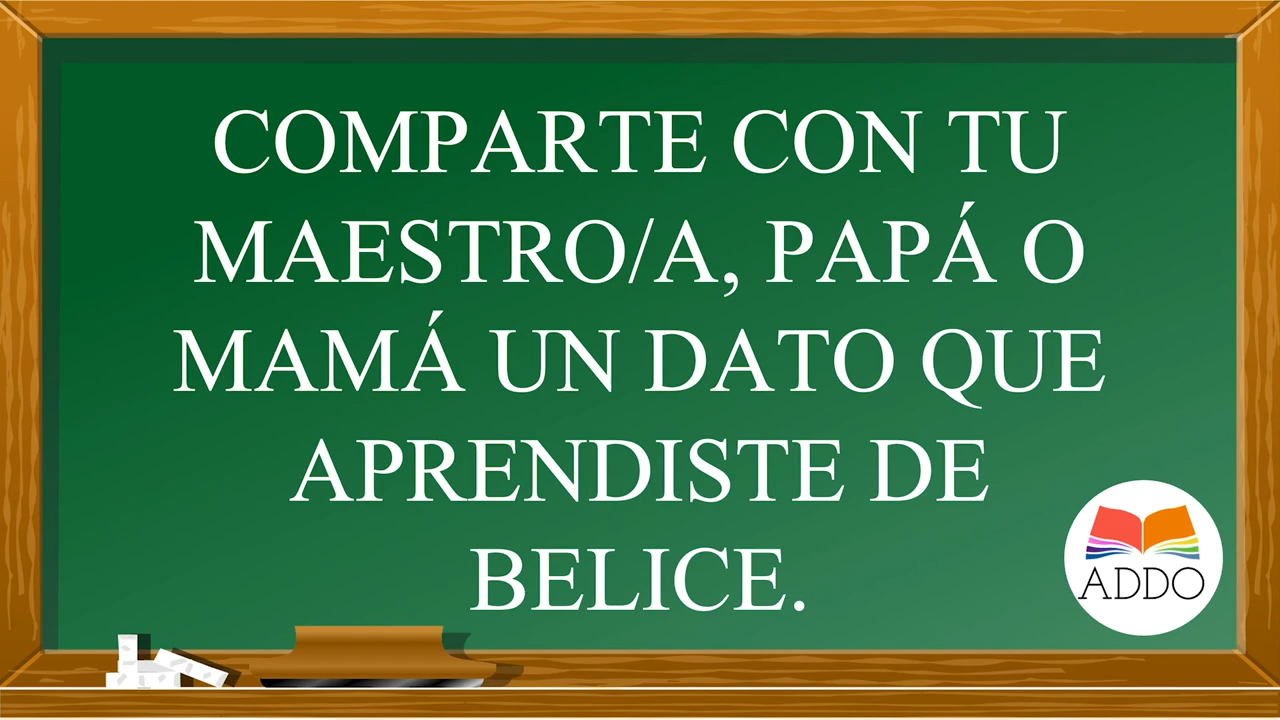 COMPARTE CON TU
MAESTRO/A, PAPÁ O
MAMÁ UN DATO QUE
APRENDISTE DE
BELICE.
ADDO